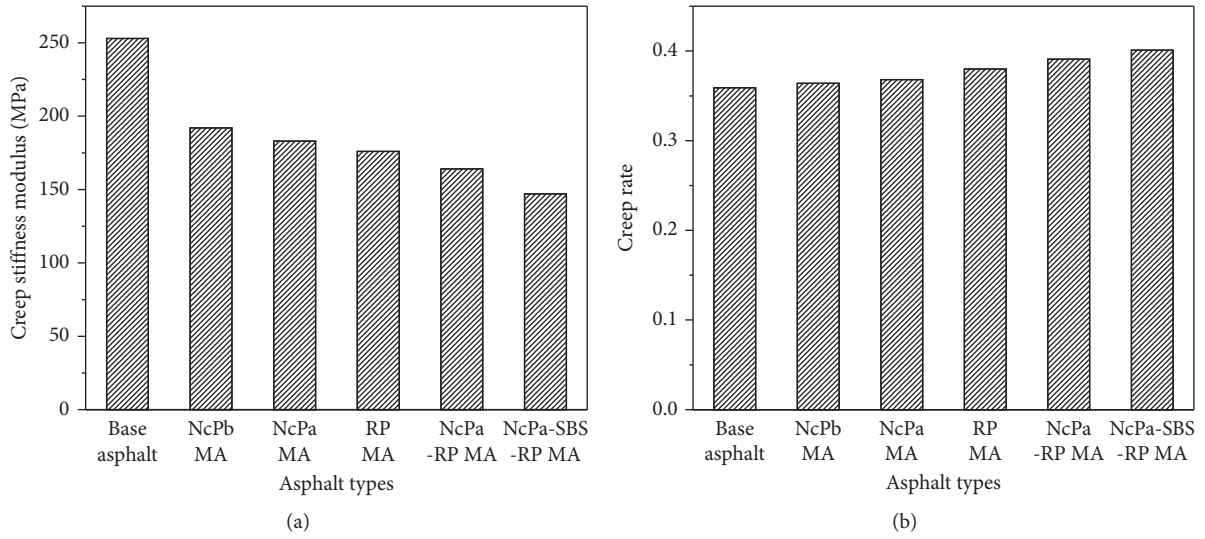 Creep stiffness modulus (MPa)
250
200
150
100
50
0
Base
asphalt
NcPb
MA
NcPa
MA
RP
MA
NcPa
-RP MA
NcPa-SBS
-RP MA
Asphalt types
(a)
Creep rate
0.4
0.3
0.2
0.1
0.0
Base
asphalt
NcPb
MA
NcPa
MA
RP
MA
NcPa
-RP MA
NcPa-SBS
-RP MA
Asphalt types
(b)